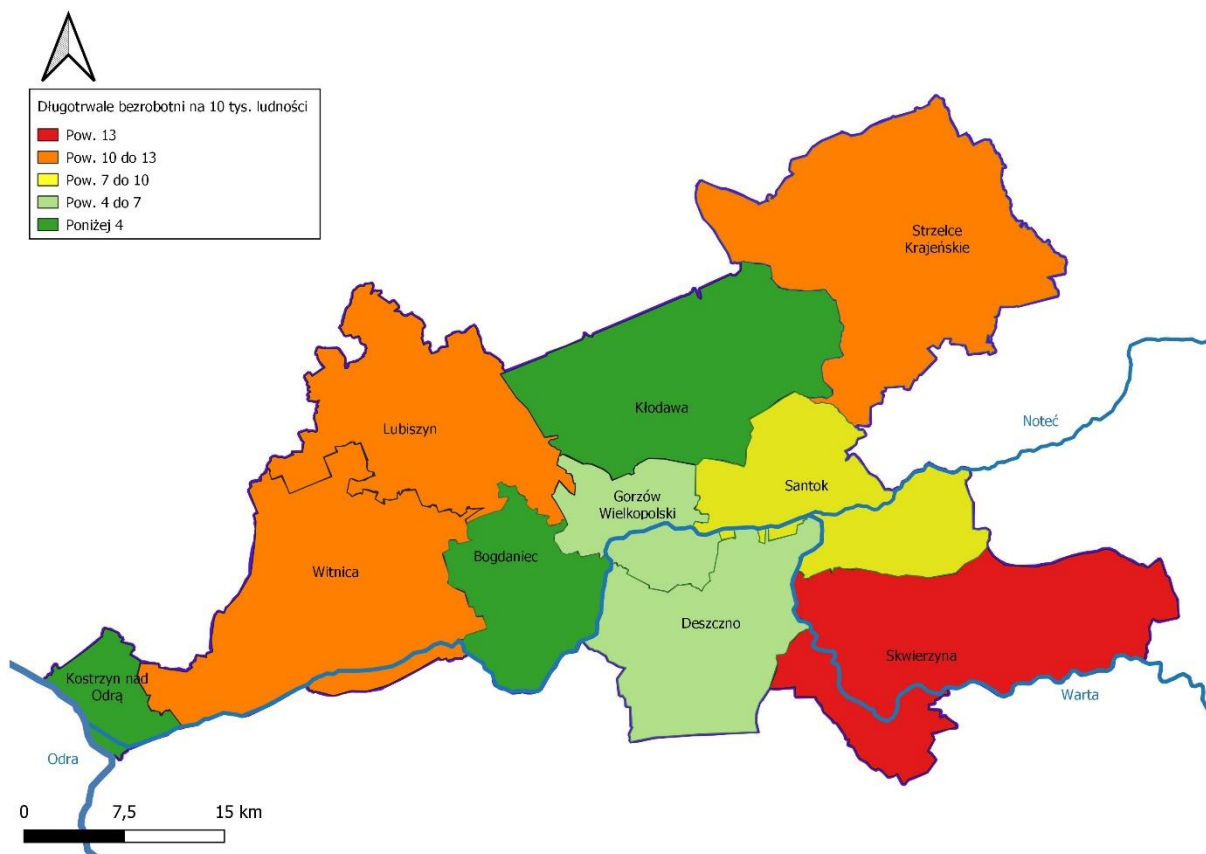 Długotrwale bezrobotni na 10 tys. ludności
Pow. 13
Pow. 10 do 13
Pow. 7 do 10
Pow. 4 do 7
Poniżej 4
Strzelce
Krajeńskie
Kłodawa
Noteć
Lubiszyn
Santok
Gorzów
Wielkopolski
Bogdaniec
Witnica
Deszczno
Skwierzyna
Kostrzyn nad
Odrą
Warta
Odra
0 7,5 15 km